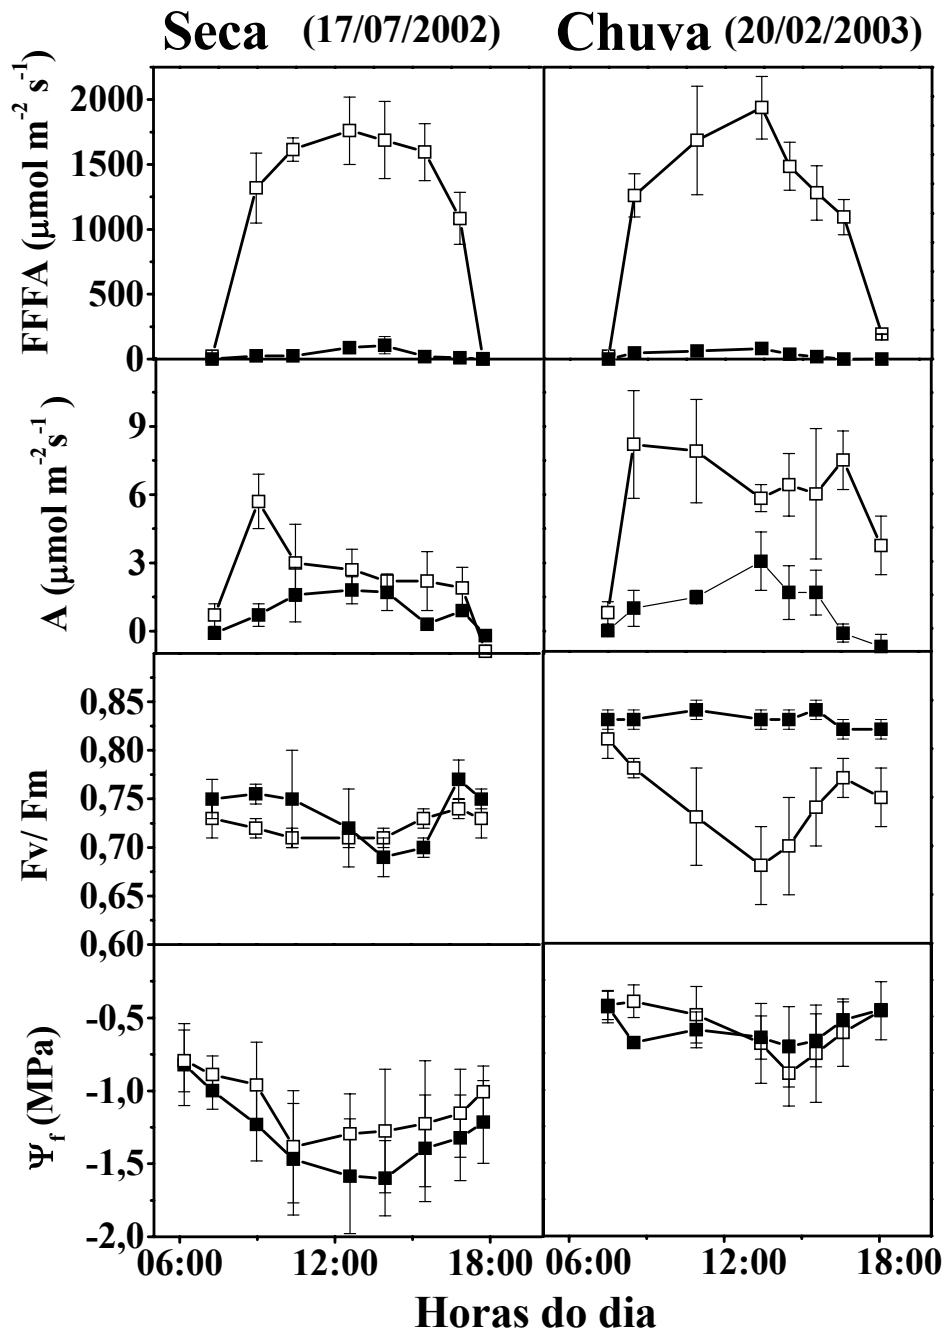 Seca (17/07/2002) Chuva (20/02/2003)
FFFA (μmol m⁻² s⁻¹)
2000
1500
1000
500
0
A (μmol m⁻²s⁻¹)
9
6
3
0
Fv/ Fm
0,85
0,80
0,75
0,70
0,65
0,60
Ψf (MPa)
-0,5
-1,0
-1,5
-2,0
06:00 12:00 18:00 06:00 12:00 18:00
Horas do dia